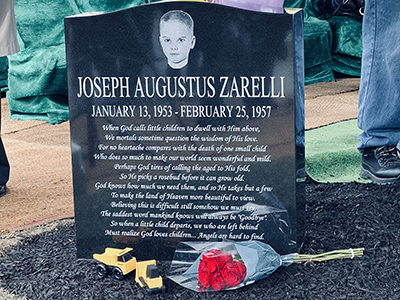 JOSEPH AUGUSTUS ZARELLI
JANUARY 13, 1953 - FEBRUARY 25, 1957
When God calls little children to dwell with Him above,
We mortals sometime question the wisdom of His love.
For no heartache compares with the death of one small child
Who does so much to make our world seem wonderful and mild.
Perhaps God tires of calling the aged to His fold,
So He picks a rosebud before it can grow old.
God knows how much we need them, and so He takes but a few
To make the land of Heaven more beautiful to view.
Believing this is difficult still somehow we must try.
The saddest word mankind knows will always be "Goodbye".
So when a little child departs, we who are left behind
Must realize God loves children... Angels are hard to find.